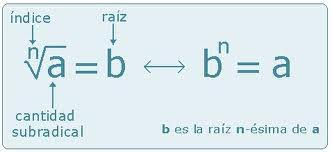 índice
raíz
ⁿ√a = b ↔ bⁿ = a
cantidad
subradical
b es la raíz n-ésima de a